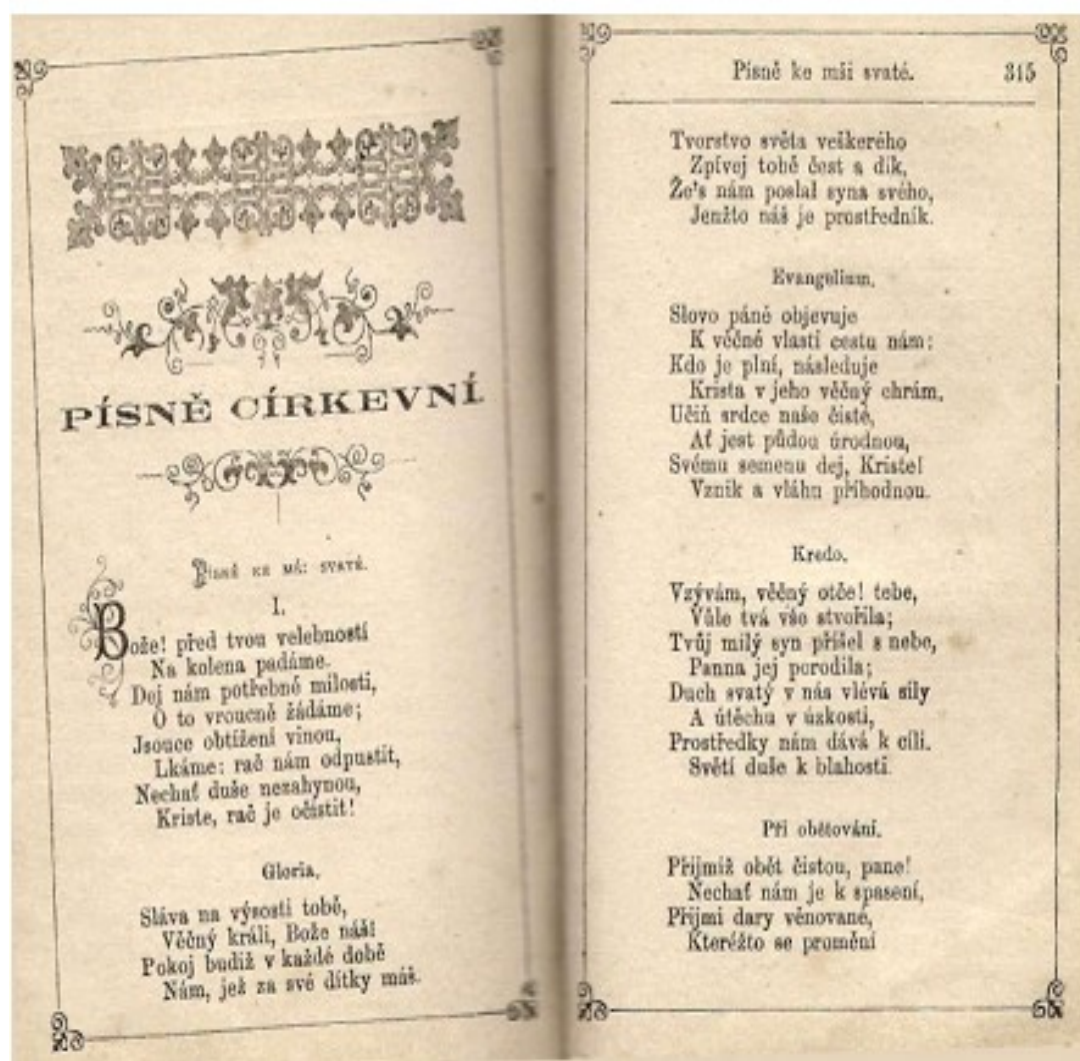 PÍSNĚ CÍRKEVNÍ.
Písně ke mši svaté.
I.
Bože! před tvou velebností
Na kolena padáme.
Dej nám potřebné milosti,
O to vroucně žádáme;
Jsouce obtíženi vinou,
Lkáme: rač nám odpustit,
Nechať duše nezahynou,
Kriste, rač je očistit!
Gloria.
Sláva na výsosti tobě,
Věčný králi, Bože náš!
Pokoj budiž v každé době
Nám, jež za své dítky máš.
Písně ke mši svaté. 315
Tvorstvo světa veškerého
Zpívej tobě čest a dík,
Že's nám poslal syna svého,
Jenžto náš je prostředník.
Evangelium.
Slovo páně objevuje
K věčné vlasti cestu nám;
Kdo je plní, následuje
Krista v jeho věčný chrám.
Učiň srdce naše čisté,
Ať jest půdou úrodnou,
Svému semenu dej, Kriste!
Vznik a vláhu příhodnou.
Kredo.
Vzývám, věčný otče! tebe,
Vůle tvá vše stvořila;
Tvůj milý syn přišel s nebe,
Panna jej porodila;
Duch svatý v nás vlévá síly
A útěchu v úzkosti,
Prostředky nám dává k cíli.
Světí duše k blahosti.
Při obětování.
Přijmiž obět čistou, pane!
Nechať nám je k spasení,
Přijmi dary věnované,
Kteréžto se promění